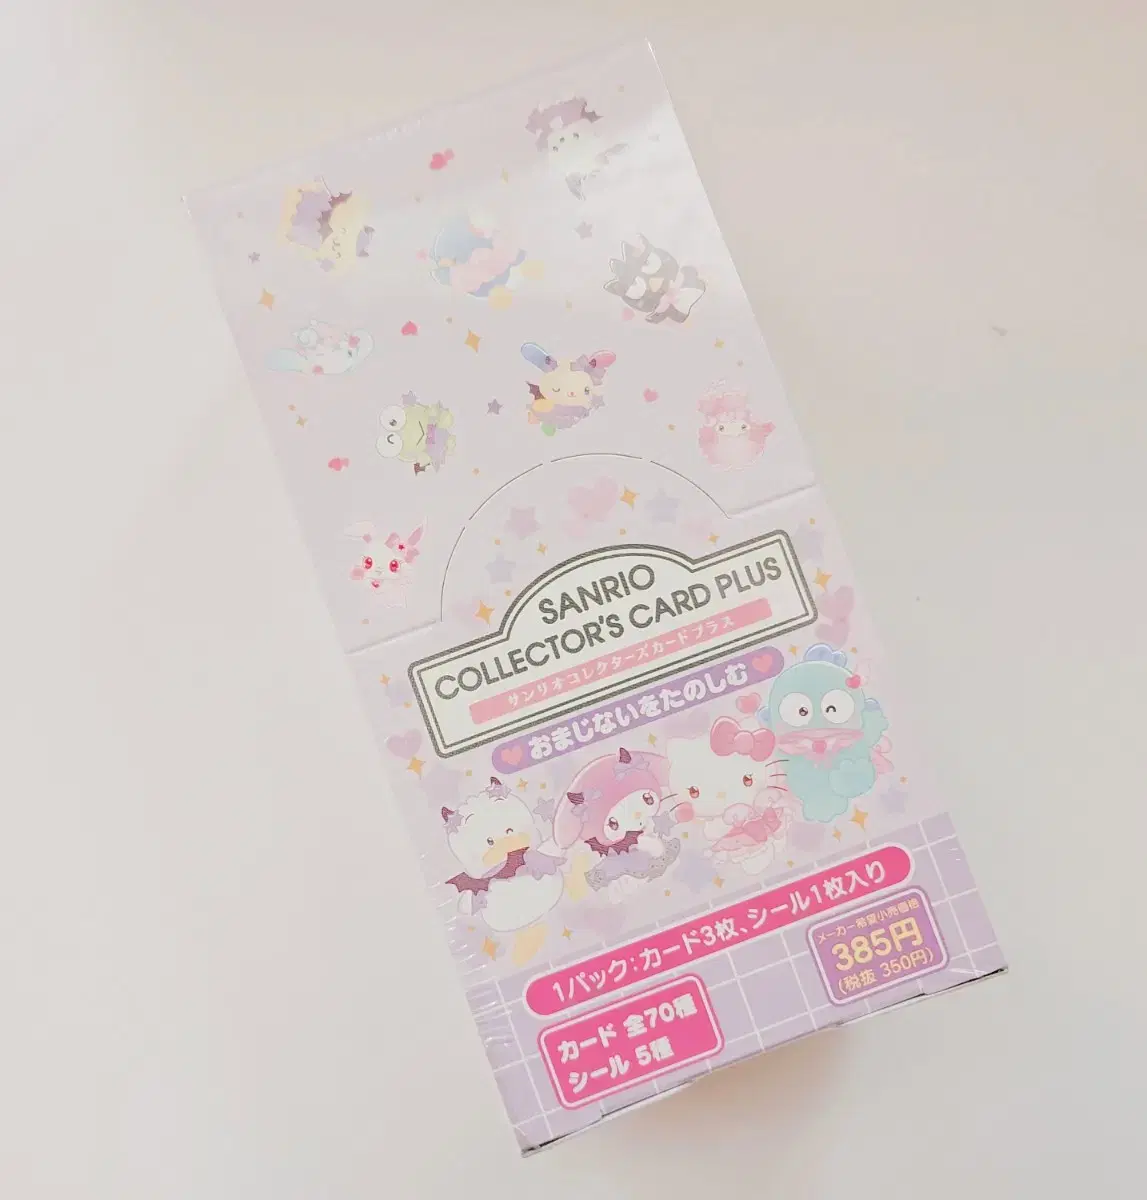 SANRIO
COLLECTOR'S CARD PLUS
サンリオコレクターズカードプラス
おまじないをたのしむ
1パック:カード3枚、シール1枚入り
カード 全70種
シール 5種
メーカー希望小売価格
385円
(税抜 350円)